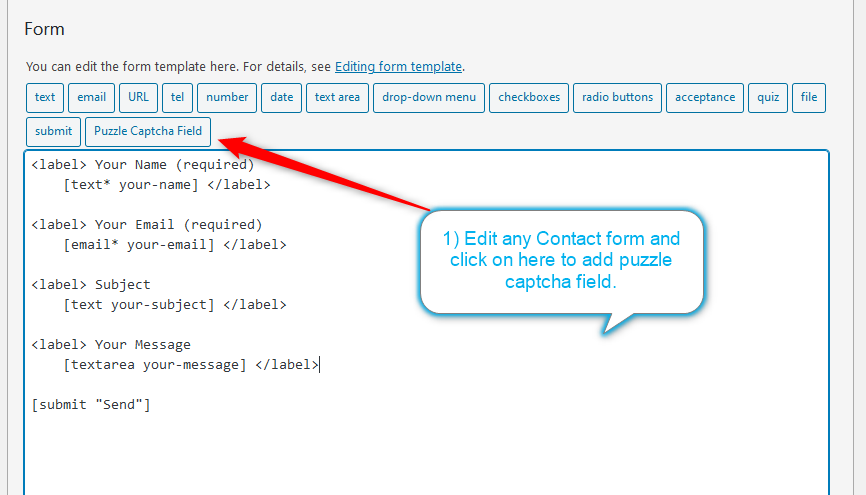 Form
You can edit the form template here. For details, see Editing form template.
text email URL tel number date text area drop-down menu checkboxes radio buttons acceptance quiz file
submit Puzzle Captcha Field
<label> Your Name (required)
    [text* your-name] </label>
<label> Your Email (required)
    [email* your-email] </label>
<label> Subject
    [text your-subject] </label>
<label> Your Message
    [textarea your-message] </label>
[submit "Send"]
1) Edit any Contact form and
click on here to add puzzle
captcha field.